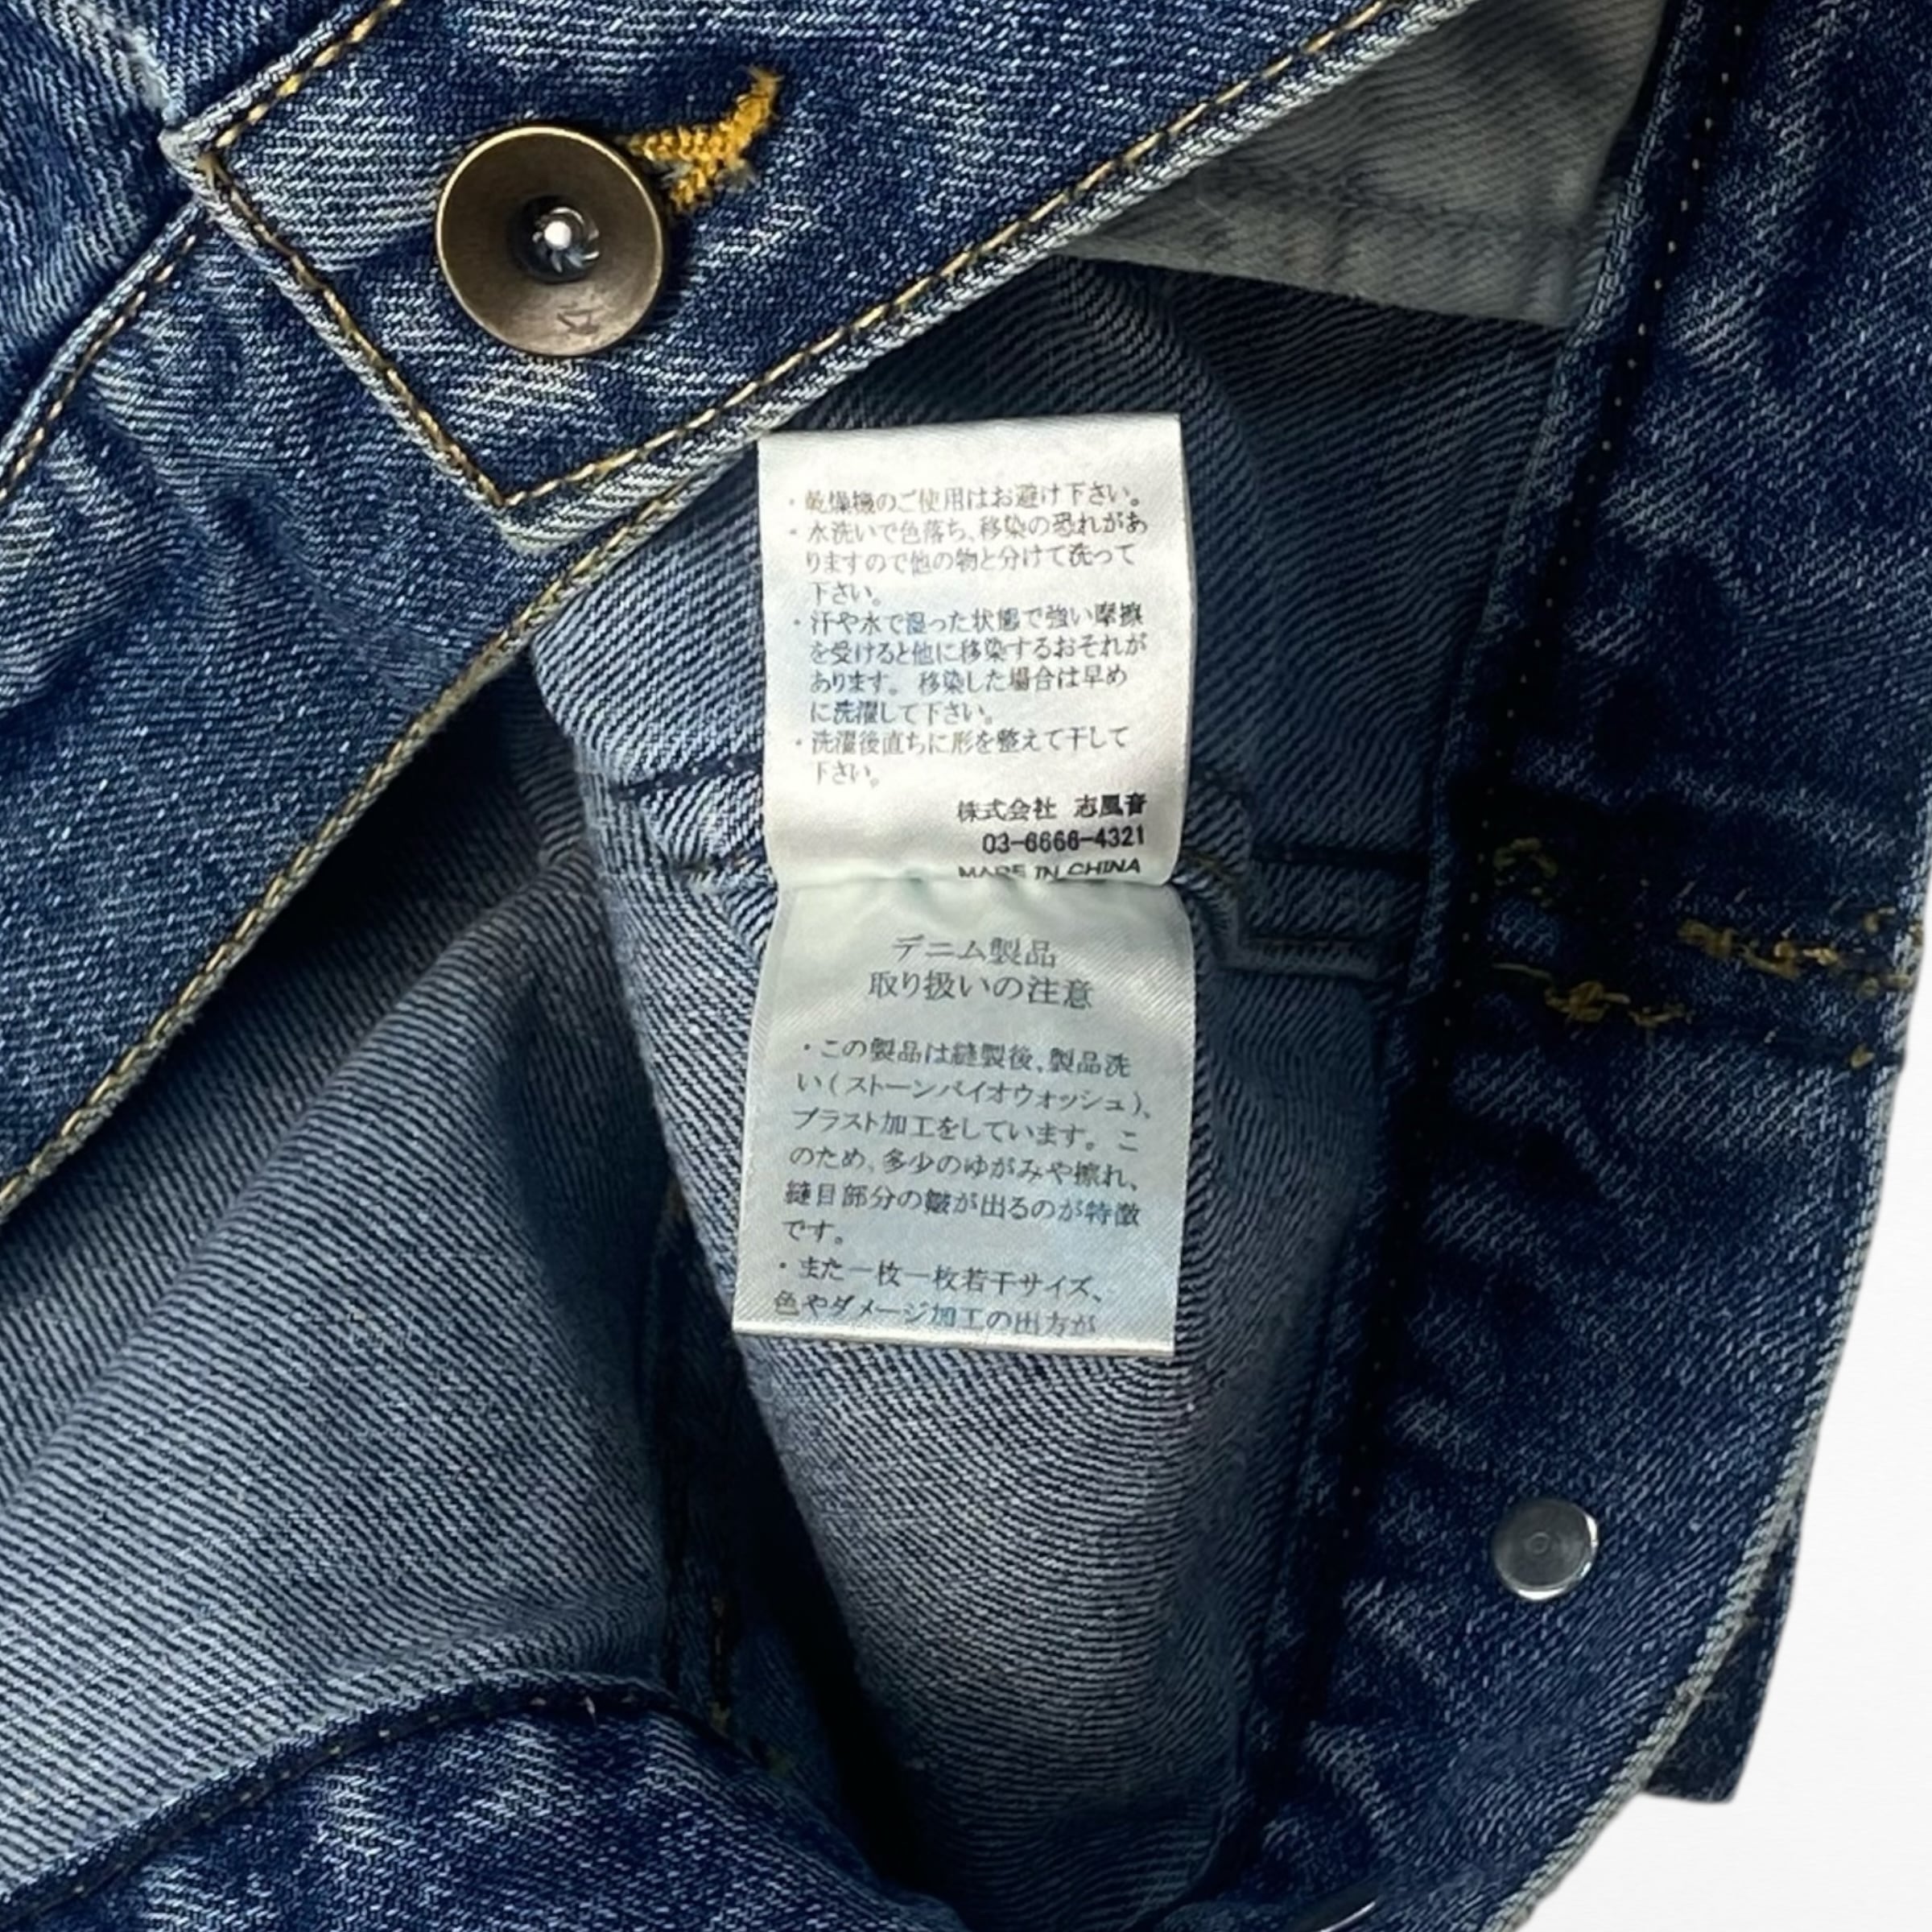 ・乾燥機のご使用はお避け下さい。
・水洗いで色落ち、移染の恐れがあ
りますので他の物と分けて洗って
下さい。
・汗や水で湿った状態で強い摩擦
を受けると他に移染するおそれが
あります。移染した場合は早め
に洗濯して下さい。
・洗濯後直ちに形を整えて干して
下さい。
株式会社 志風音
03-6666-4321
MADE IN CHINA
デニム製品
取り扱いの注意
・この製品は縫製後、製品洗
い(ストーンバイオウォッシュ)、
ブラスト加工をしています。こ
のため、多少のゆがみや擦れ、
縫目部分の皺が出るのが特徴
です。
・また一枚一枚若干サイズ、
色やダメージ加工の出方が